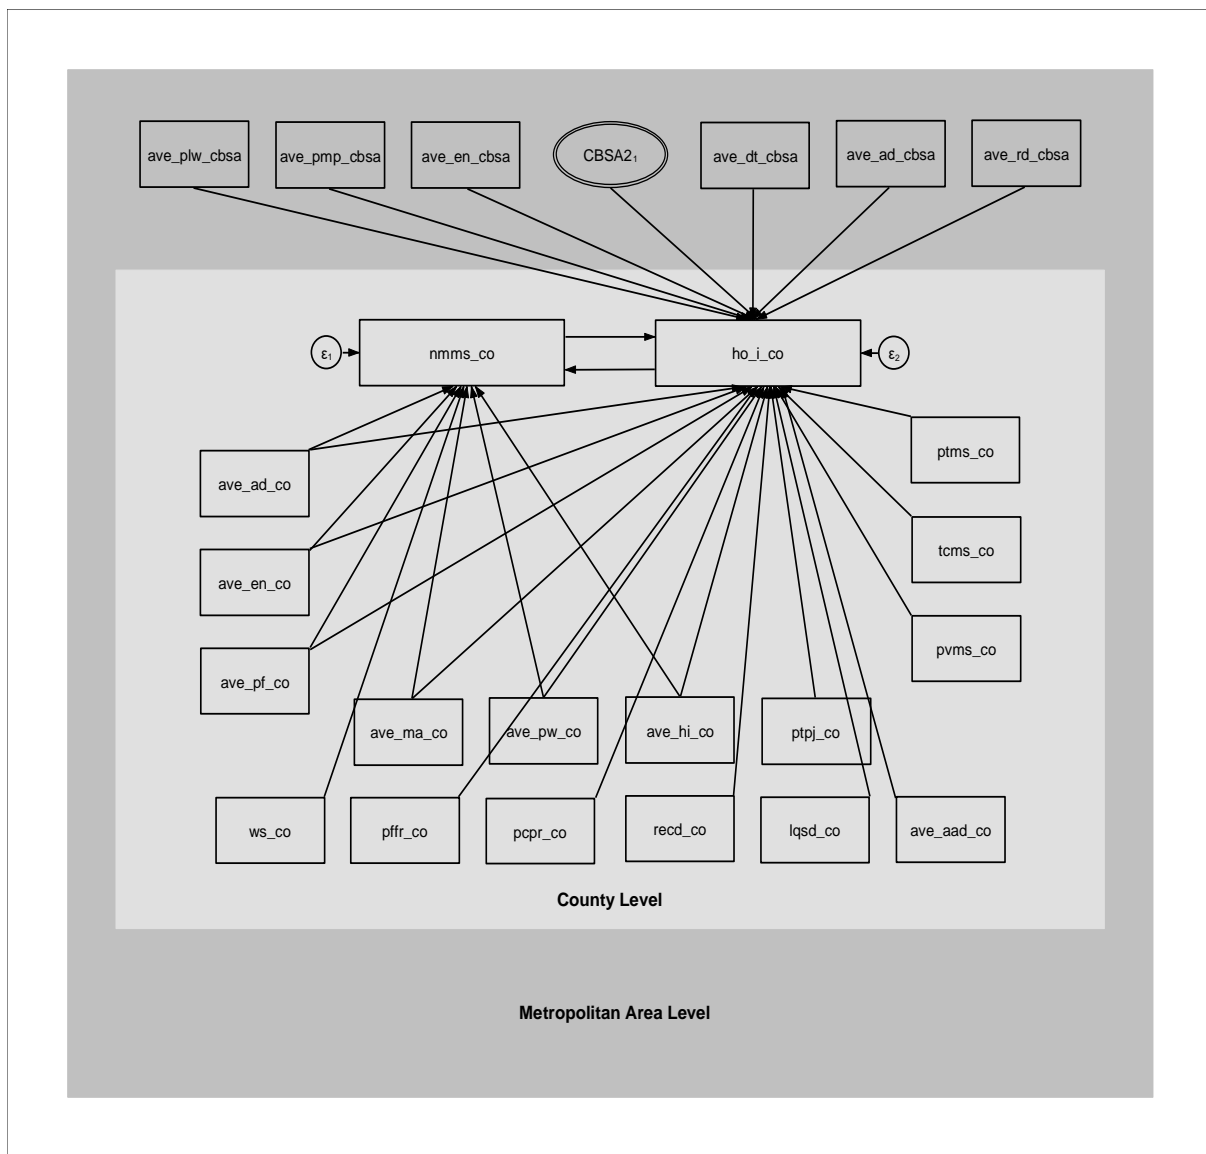 ave_plw_cbsa
ave_pmp_cbsa
ave_en_cbsa
CBSA2₁
ave_dt_cbsa
ave_ad_cbsa
ave_rd_cbsa
ε₁
nmms_co
ho_i_co
ε₂
ave_ad_co
ptms_co
ave_en_co
tcms_co
ave_pf_co
pvms_co
ave_ma_co
ave_pw_co
ave_hi_co
ptpj_co
ws_co
pffr_co
pcpr_co
recd_co
lqsd_co
ave_aad_co
County Level
Metropolitan Area Level